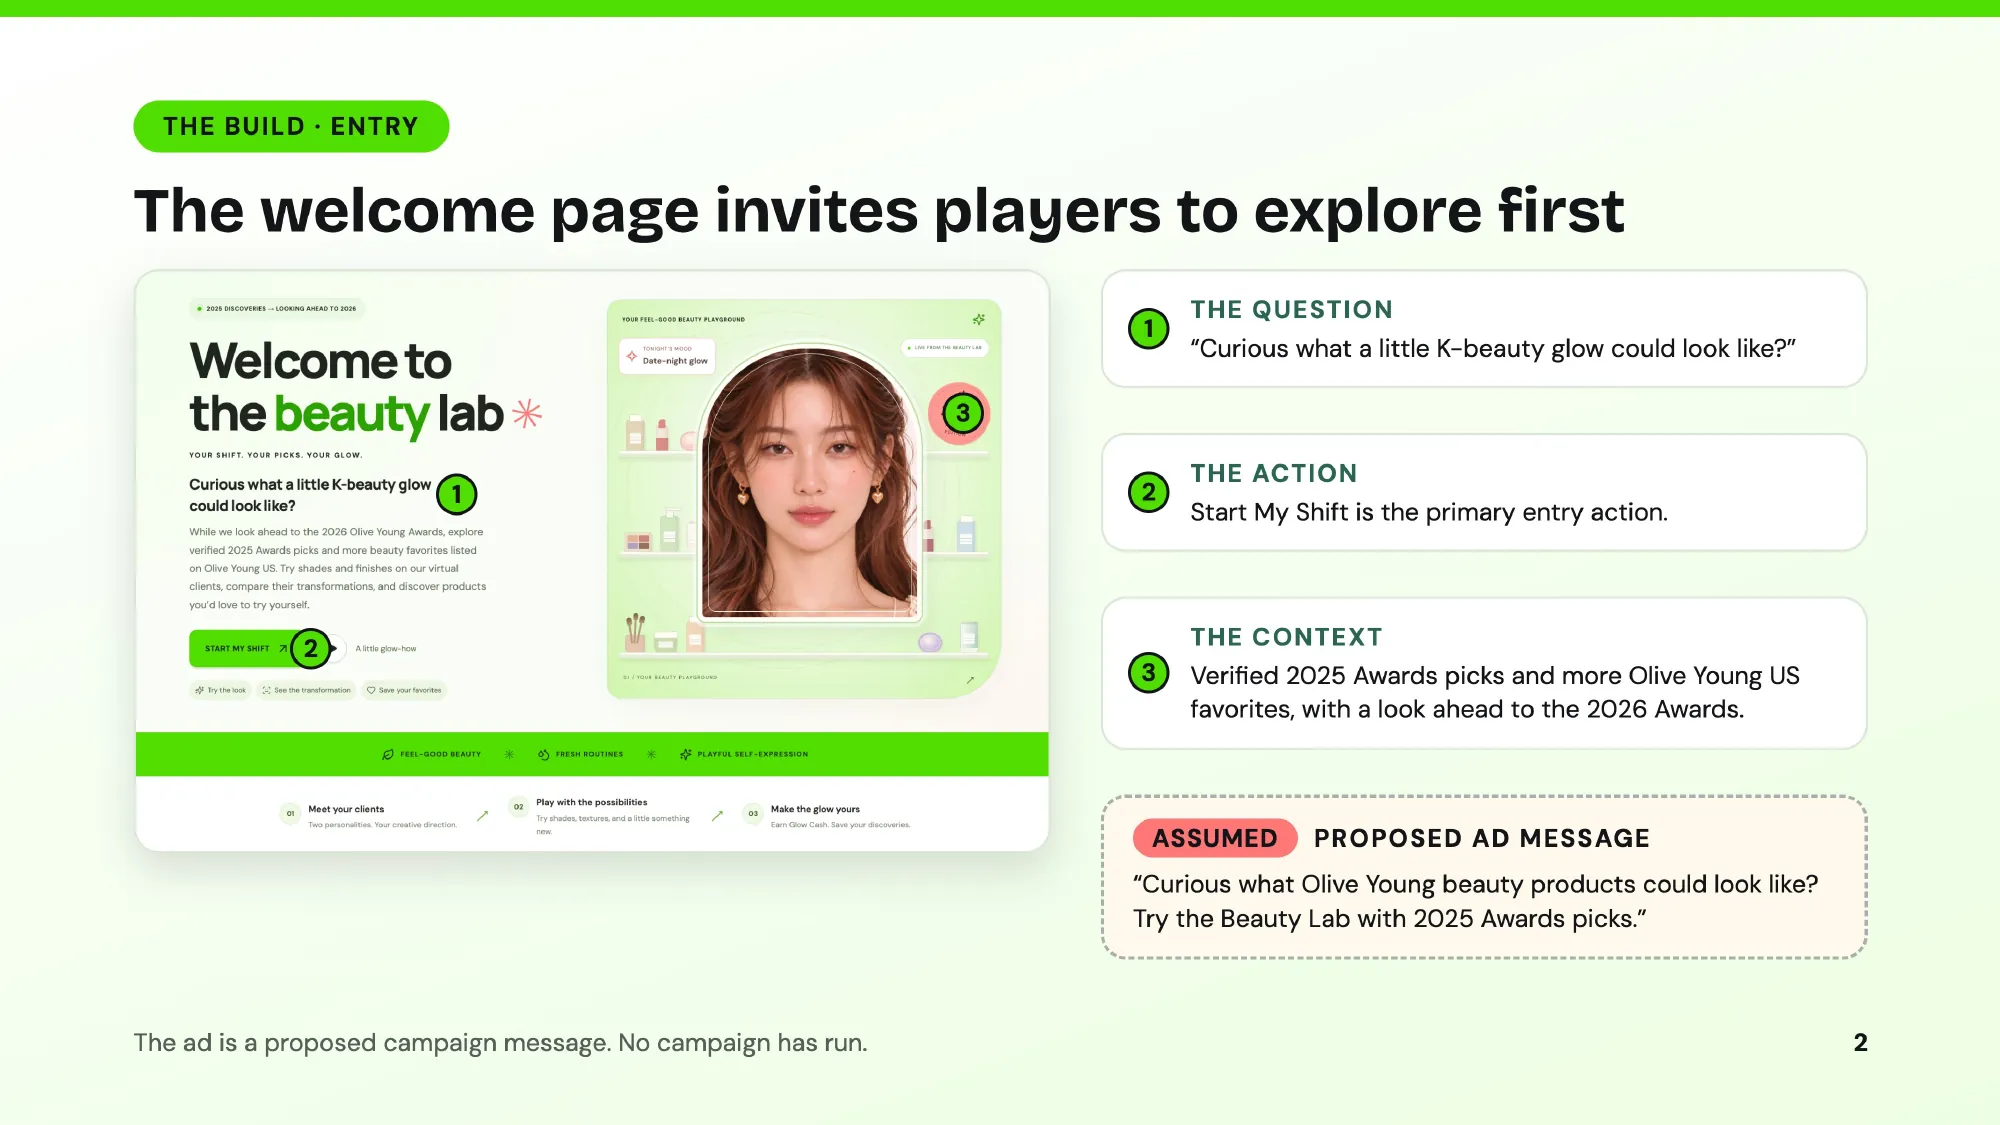 THE BUILD · ENTRY
The welcome page invites players to explore first
2025 DISCOVERIES → LOOKING AHEAD TO 2026
Welcome to
the beauty lab
YOUR SHIFT. YOUR PICKS. YOUR GLOW.
Curious what a little K-beauty glow
could look like?
1
While we look ahead to the 2026 Olive Young Awards, explore
verified 2025 Awards picks and more beauty favorites listed
on Olive Young US. Try shades and finishes on our virtual
clients, compare their transformations, and discover products
you'd love to try yourself.
START MY SHIFT
2
A little glow-how
Try the look
See the transformation
Save your favorites
YOUR FEEL-GOOD BEAUTY PLAYGROUND
TONIGHT'S MOOD
Date-night glow
LIVE FROM THE BEAUTY LAB
3
01 / YOUR BEAUTY PLAYGROUND
FEEL-GOOD BEAUTY
FRESH ROUTINES
PLAYFUL SELF-EXPRESSION
01
Meet your clients
Two personalities. Your creative direction.
02
Play with the possibilities
Try shades, textures, and a little something
new.
03
Make the glow yours
Earn Glow Cash. Save your discoveries.
1
THE QUESTION
“Curious what a little K-beauty glow could look like?”
2
THE ACTION
Start My Shift is the primary entry action.
3
THE CONTEXT
Verified 2025 Awards picks and more Olive Young US
favorites, with a look ahead to the 2026 Awards.
ASSUMED PROPOSED AD MESSAGE
“Curious what Olive Young beauty products could look like?
Try the Beauty Lab with 2025 Awards picks.”
The ad is a proposed campaign message. No campaign has run.
2